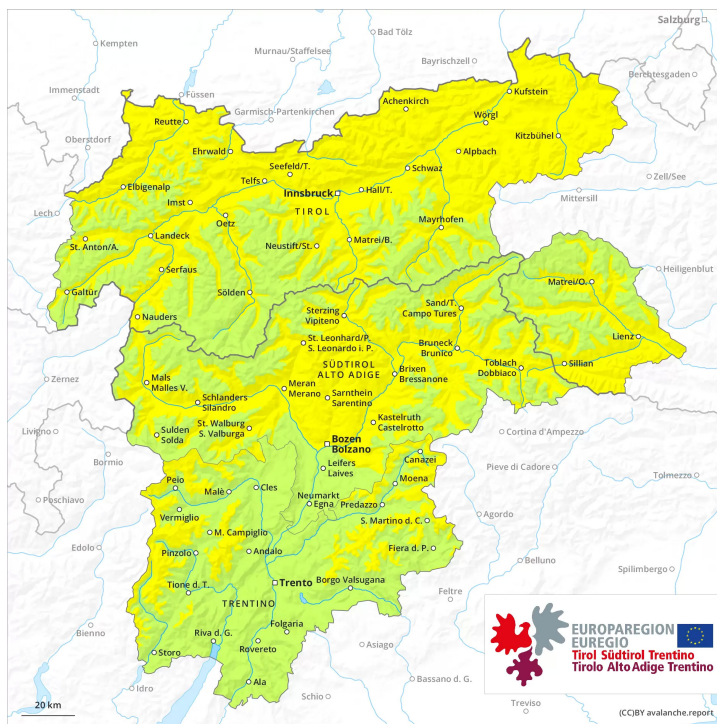 Salzburg
Kempten
Bad Tölz
Murnau/Staffelsee
Bayrischzell
Berchtesgaden
Immenstadt
Füssen
Garmisch-Partenkirchen
Achenkirch
Kufstein
Reutte
Wörgl
Oberstdorf
Ehrwald
Kitzbühel
Alpbach
Seefeld/T.
Schwaz
Zell/See
Elbigenalp
Telfs
Innsbruck
Hall/T.
Mittersill
Imst
Lech
TIROL
Oetz
Mayrhofen
St. Anton/A.
Landeck
Neustift/St.
Matrei/B.
Serfaus
Heiligenblut
Galtür
Sölden
Matrei/O.
Nauders
Sterzing
Vipiteno
Sand/T.
Campo Tures
St. Leonhard/P.
S. Leonardo i. P.
Lienz
Bruneck
Brunico
SÜDTIROL
ALTO ADIGE
Toblach
Dobbiaco
Sillian
Zernez
Mals
Malles V.
Meran
Merano
Brixen
Bressanone
Sarnthein
Sarentino
Schlanders
Silandro
St. Walburg
S. Valburga
Kastelruth
Castelrotto
Livigno
Sulden
Solda
Bozen
Bolzano
Cortina d'Ampezzo
Bormio
Canazei
Leifers
Laives
Pieve di Cadore
Tolmezzo
Peio
Malè
Cles
Moena
Poschiavo
Neumarkt
Egna
Predazzo
Vermiglio
Agordo
S. Martino d. C.
M. Campiglio
Edolo
Pinzolo
Andalo
Fiera d. P.
Belluno
Spilimbergo
Tione d. T.
Trento
Borgo Valsugana
Feltre
TRENTINO
Folgaria
Bienno
Riva d. G.
Rovereto
Asiago
Storo
Bassano d. G.
Idro
Ala
Schio
Treviso
EUROPAREGION
EUREGIO
Tirol Südtirol Trentino
Tirolo Alto Adige Trentino
20 km
(CC)BY avalanche.report